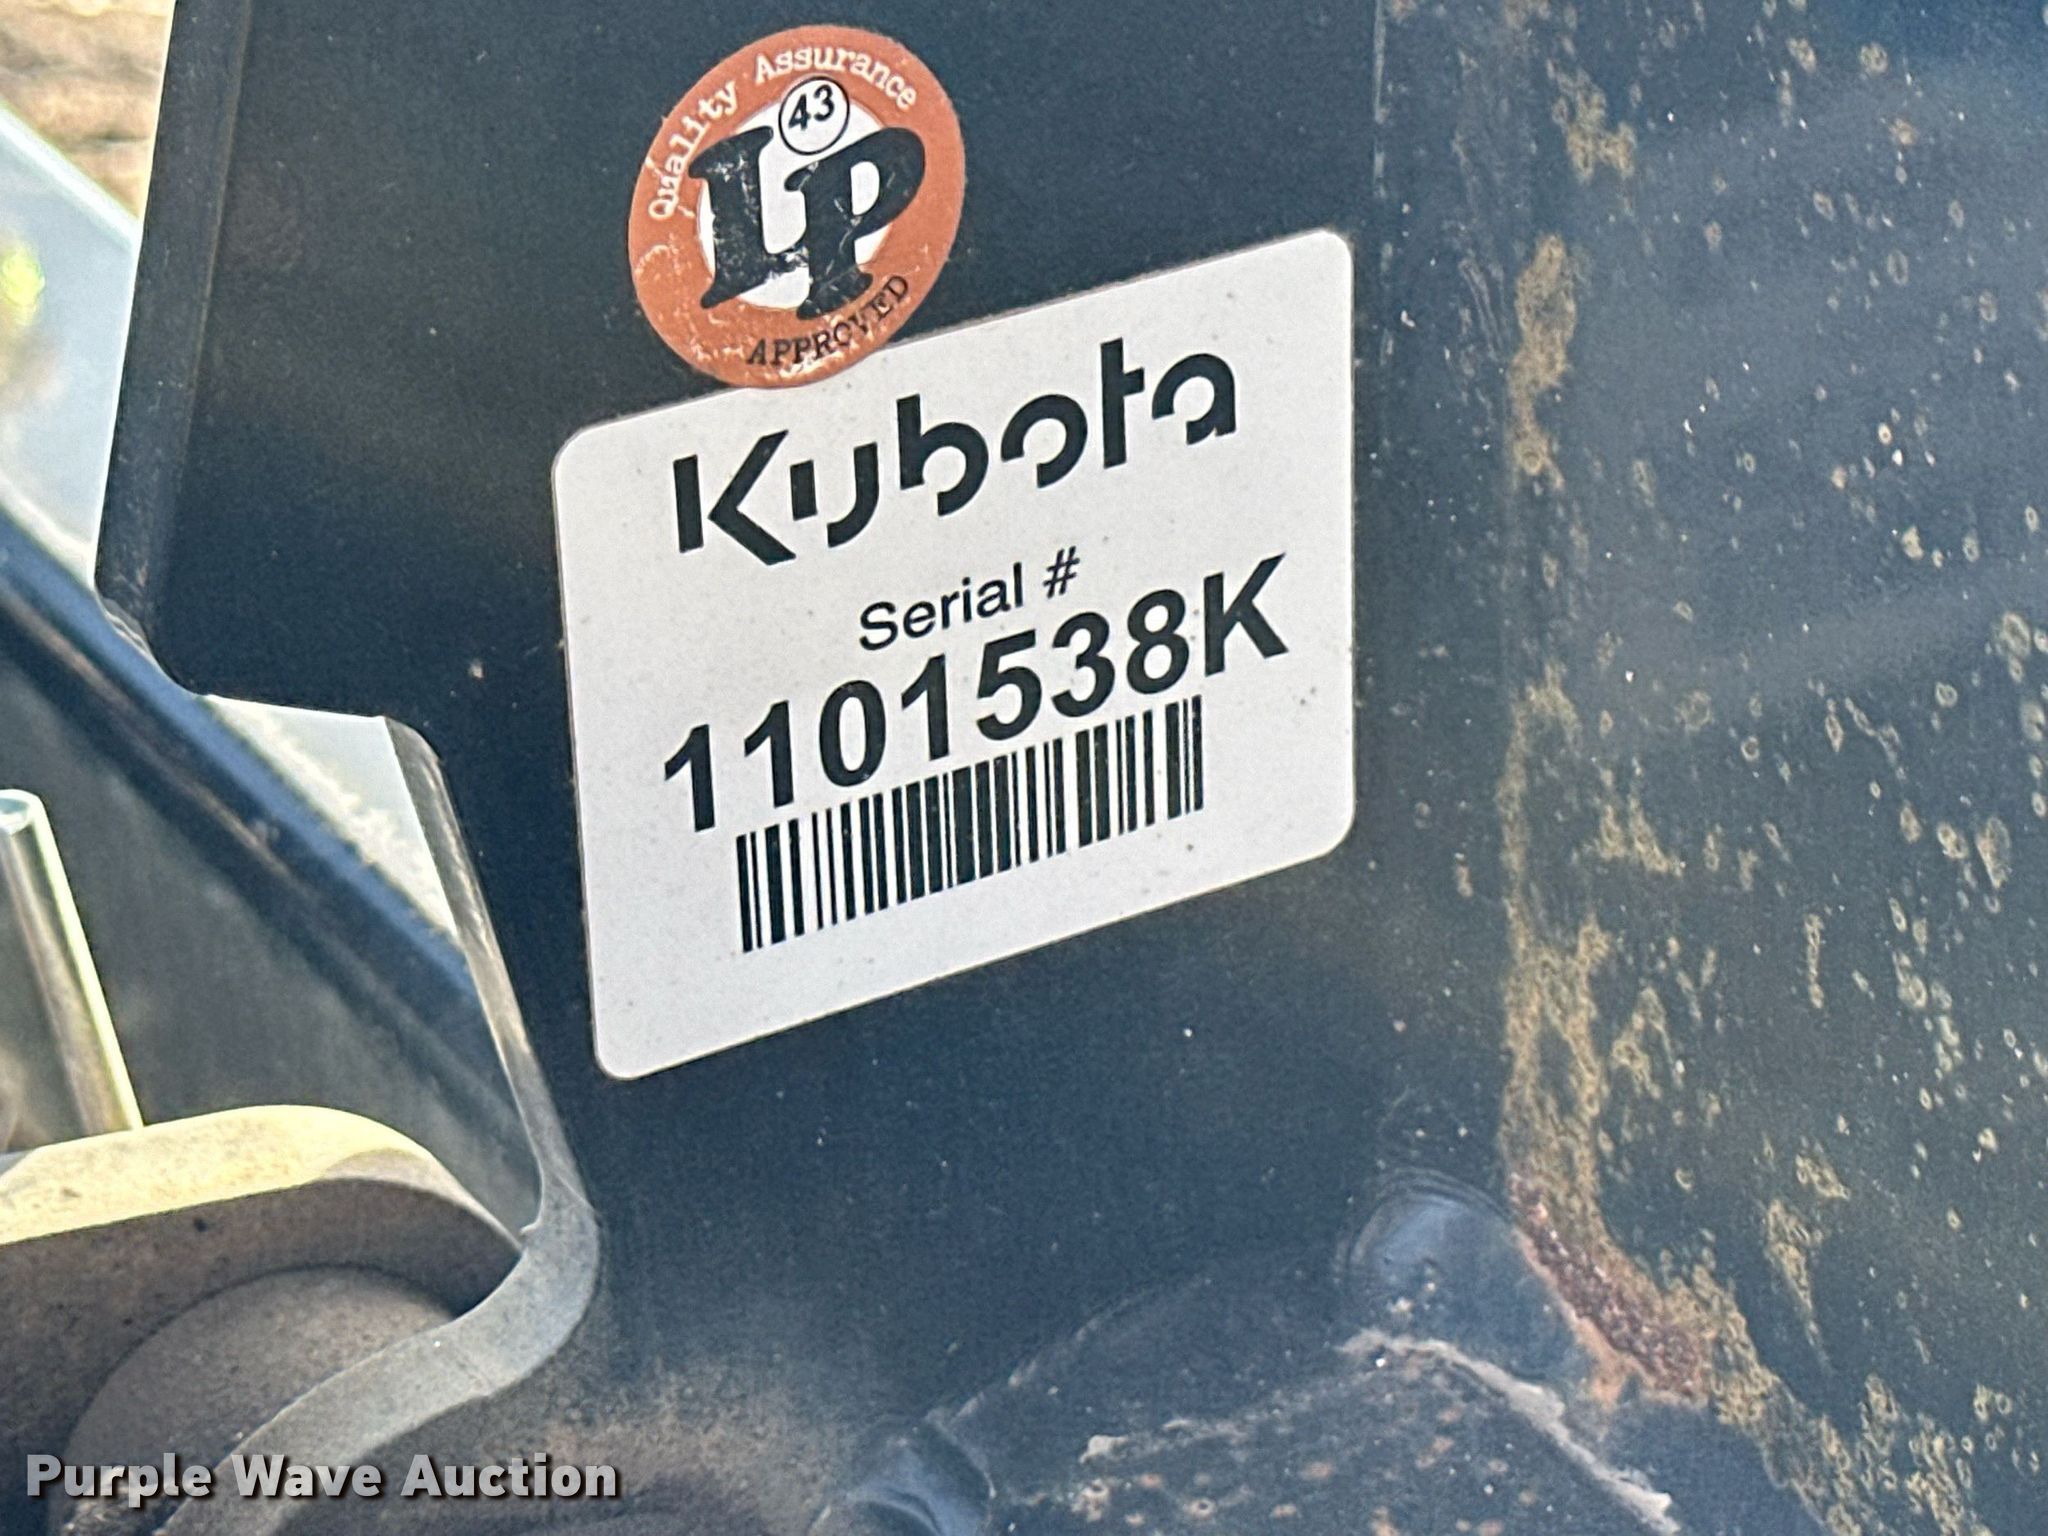 Quality Assurance
43
LP
APPROVED
Kubota
Serial #
1101538K
Purple Wave Auction